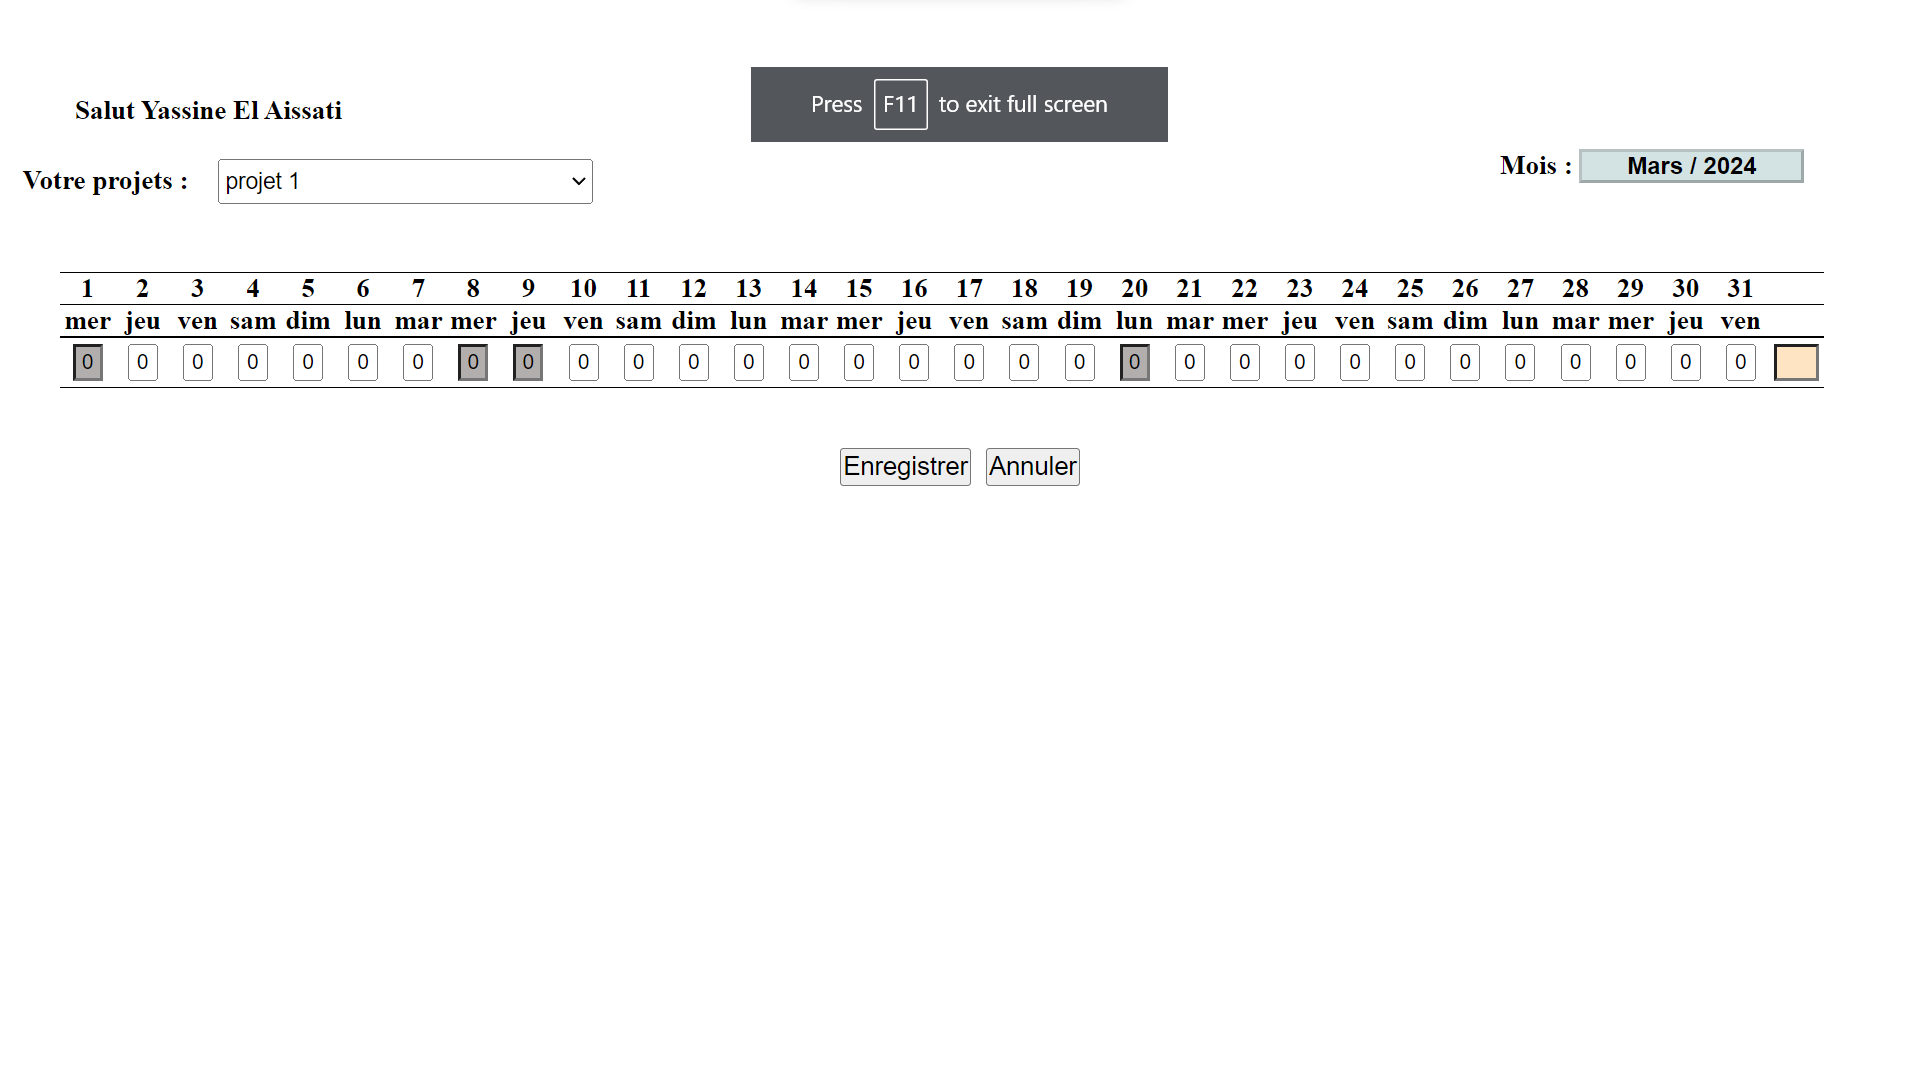 Press F11 to exit full screen
Salut Yassine El Aissati
Votre projets : projet 1
Mois : Mars / 2024
1 2 3 4 5 6 7 8 9 10 11 12 13 14 15 16 17 18 19 20 21 22 23 24 25 26 27 28 29 30 31
mer jeu ven sam dim lun mar mer jeu ven sam dim lun mar mer jeu ven sam dim lun mar mer jeu ven sam dim lun mar mer jeu ven
0 0 0 0 0 0 0 0 0 0 0 0 0 0 0 0 0 0 0 0 0 0 0 0 0 0 0 0 0 0 0
Enregistrer Annuler